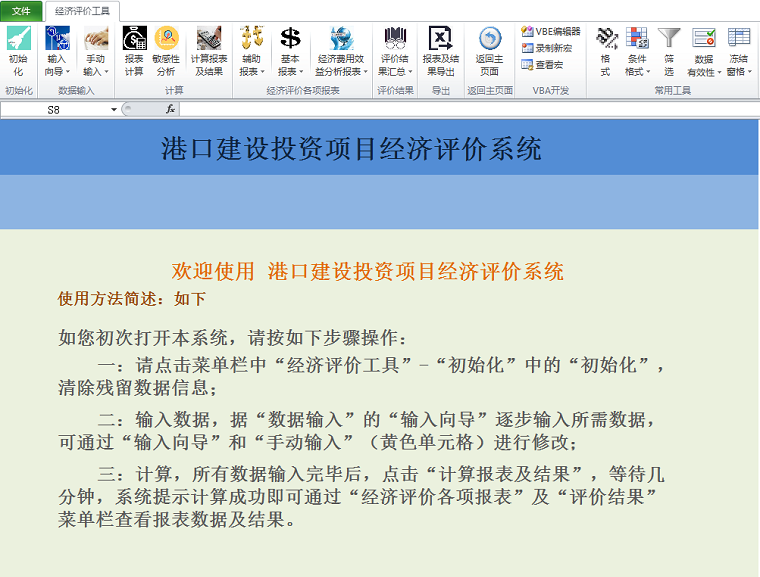 文件 经济评价工具
初始化 输入向导 手动输入 报表计算 敏感性分析 计算报表及结果 辅助报表 基本报表 经济费用效益分析报表 评价结果汇总 报表及结果导出 返回主页面 VBE编辑器 录制新宏 查看宏 格式 条件格式 筛选 数据有效性 冻结窗格
初始化 数据输入 计算 经济评价各项报表 评价结果 导出 返回主页面 VBA开发 常用工具
S8 fx
港口建设投资项目经济评价系统
欢迎使用 港口建设投资项目经济评价系统
使用方法简述：如下
如您初次打开本系统，请按如下步骤操作：
一：请点击菜单栏中“经济评价工具”-“初始化”中的“初始化”，
清除残留数据信息；
二：输入数据，据“数据输入”的“输入向导”逐步输入所需数据，
可通过“输入向导”和“手动输入”（黄色单元格）进行修改；
三：计算，所有数据输入完毕后，点击“计算报表及结果”，等待几
分钟，系统提示计算成功即可通过“经济评价各项报表”及“评价结果”
菜单栏查看报表数据及结果。